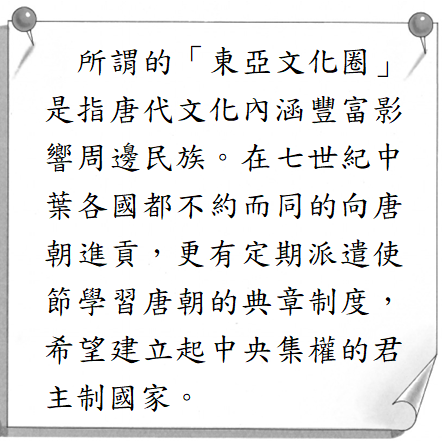 所謂的「東亞文化圈」
是指唐代文化內涵豐富影
響周邊民族。在七世紀中
葉各國都不約而同的向唐
朝進貢，更有定期派遣使
節學習唐朝的典章制度，
希望建立起中央集權的君
主制國家。